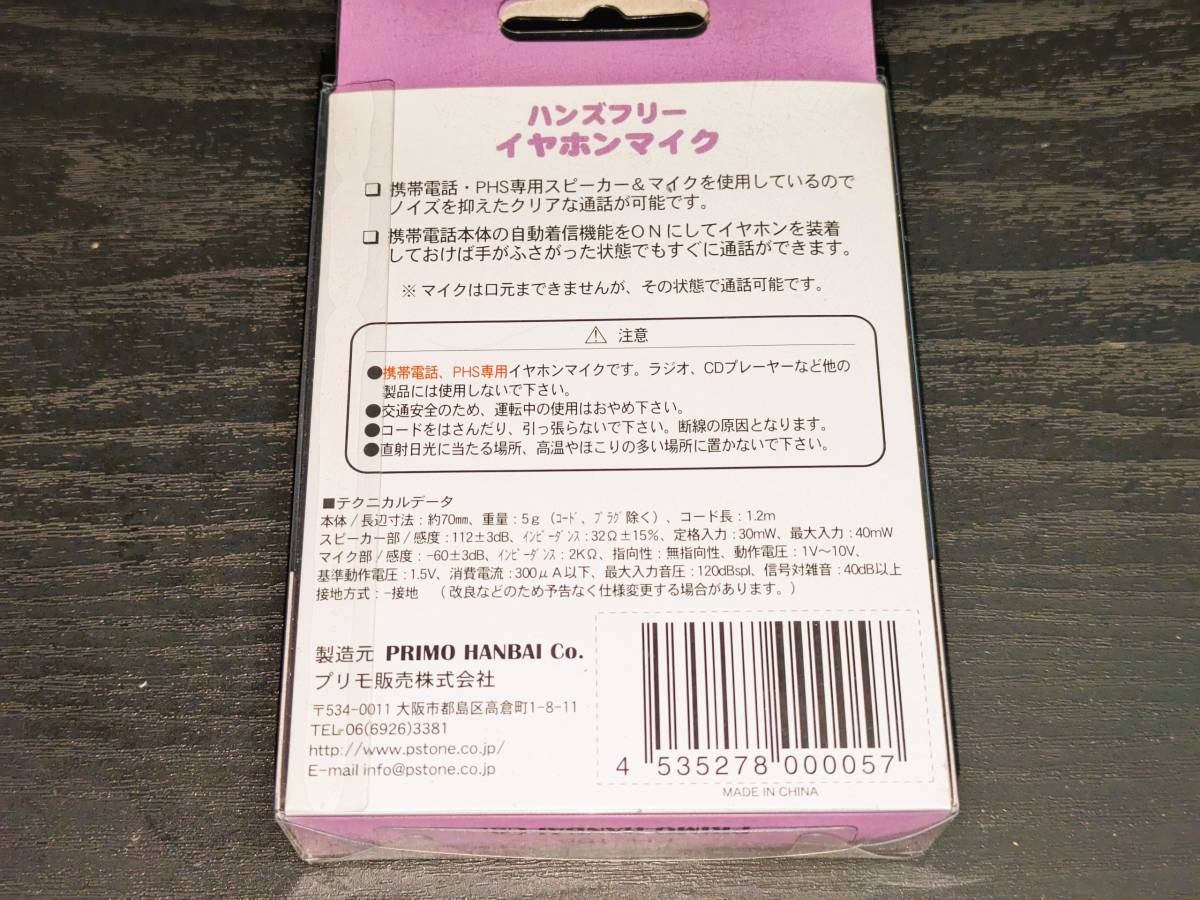 ハンズフリー
イヤホンマイク
❏ 携帯電話・PHS専用スピーカー&マイクを使用しているので
ノイズを抑えたクリアな通話が可能です。
❏ 携帯電話本体の自動着信機能をONにしてイヤホンを装着
しておけば手がふさがった状態でもすぐに通話ができます。
※ マイクは口元まできませんが、その状態で通話可能です。
⚠ 注意
●携帯電話、PHS専用イヤホンマイクです。ラジオ、CDプレーヤーなど他の
製品には使用しないで下さい。
●交通安全のため、運転中の使用はおやめ下さい。
●コードをはさんだり、引っ張らないで下さい。断線の原因となります。
●直射日光に当たる場所、高温やほこりの多い場所に置かないで下さい。
■テクニカルデータ
本体/長辺寸法:約70mm、重量:5g(ｺｰﾄﾞ、ﾌﾟﾗｸﾞ除く)、コード長:1.2m
スピーカー部/感度:112±3dB、ｲﾝﾋﾟｰﾀﾞﾝｽ:32Ω±15%、定格入力:30mW、最大入力:40mW
マイク部/感度:-60±3dB、ｲﾝﾋﾟｰﾀﾞﾝｽ:2KΩ、指向性:無指向性、動作電圧:1V〜10V、
基準動作電圧:1.5V、消費電流:300μA以下、最大入力音圧:120dBspl、信号対雑音:40dB以上
接地方式:-接地 (改良などのため予告なく仕様変更する場合があります。)
製造元 PRIMO HANBAI Co.
プリモ販売株式会社
〒534-0011 大阪市都島区高倉町1-8-11
TEL-06(6926)3381
http://www.pstone.co.jp/
E-mail info@pstone.co.jp
4 535278 000057
MADE IN CHINA
PRIMO HANBAI Co.